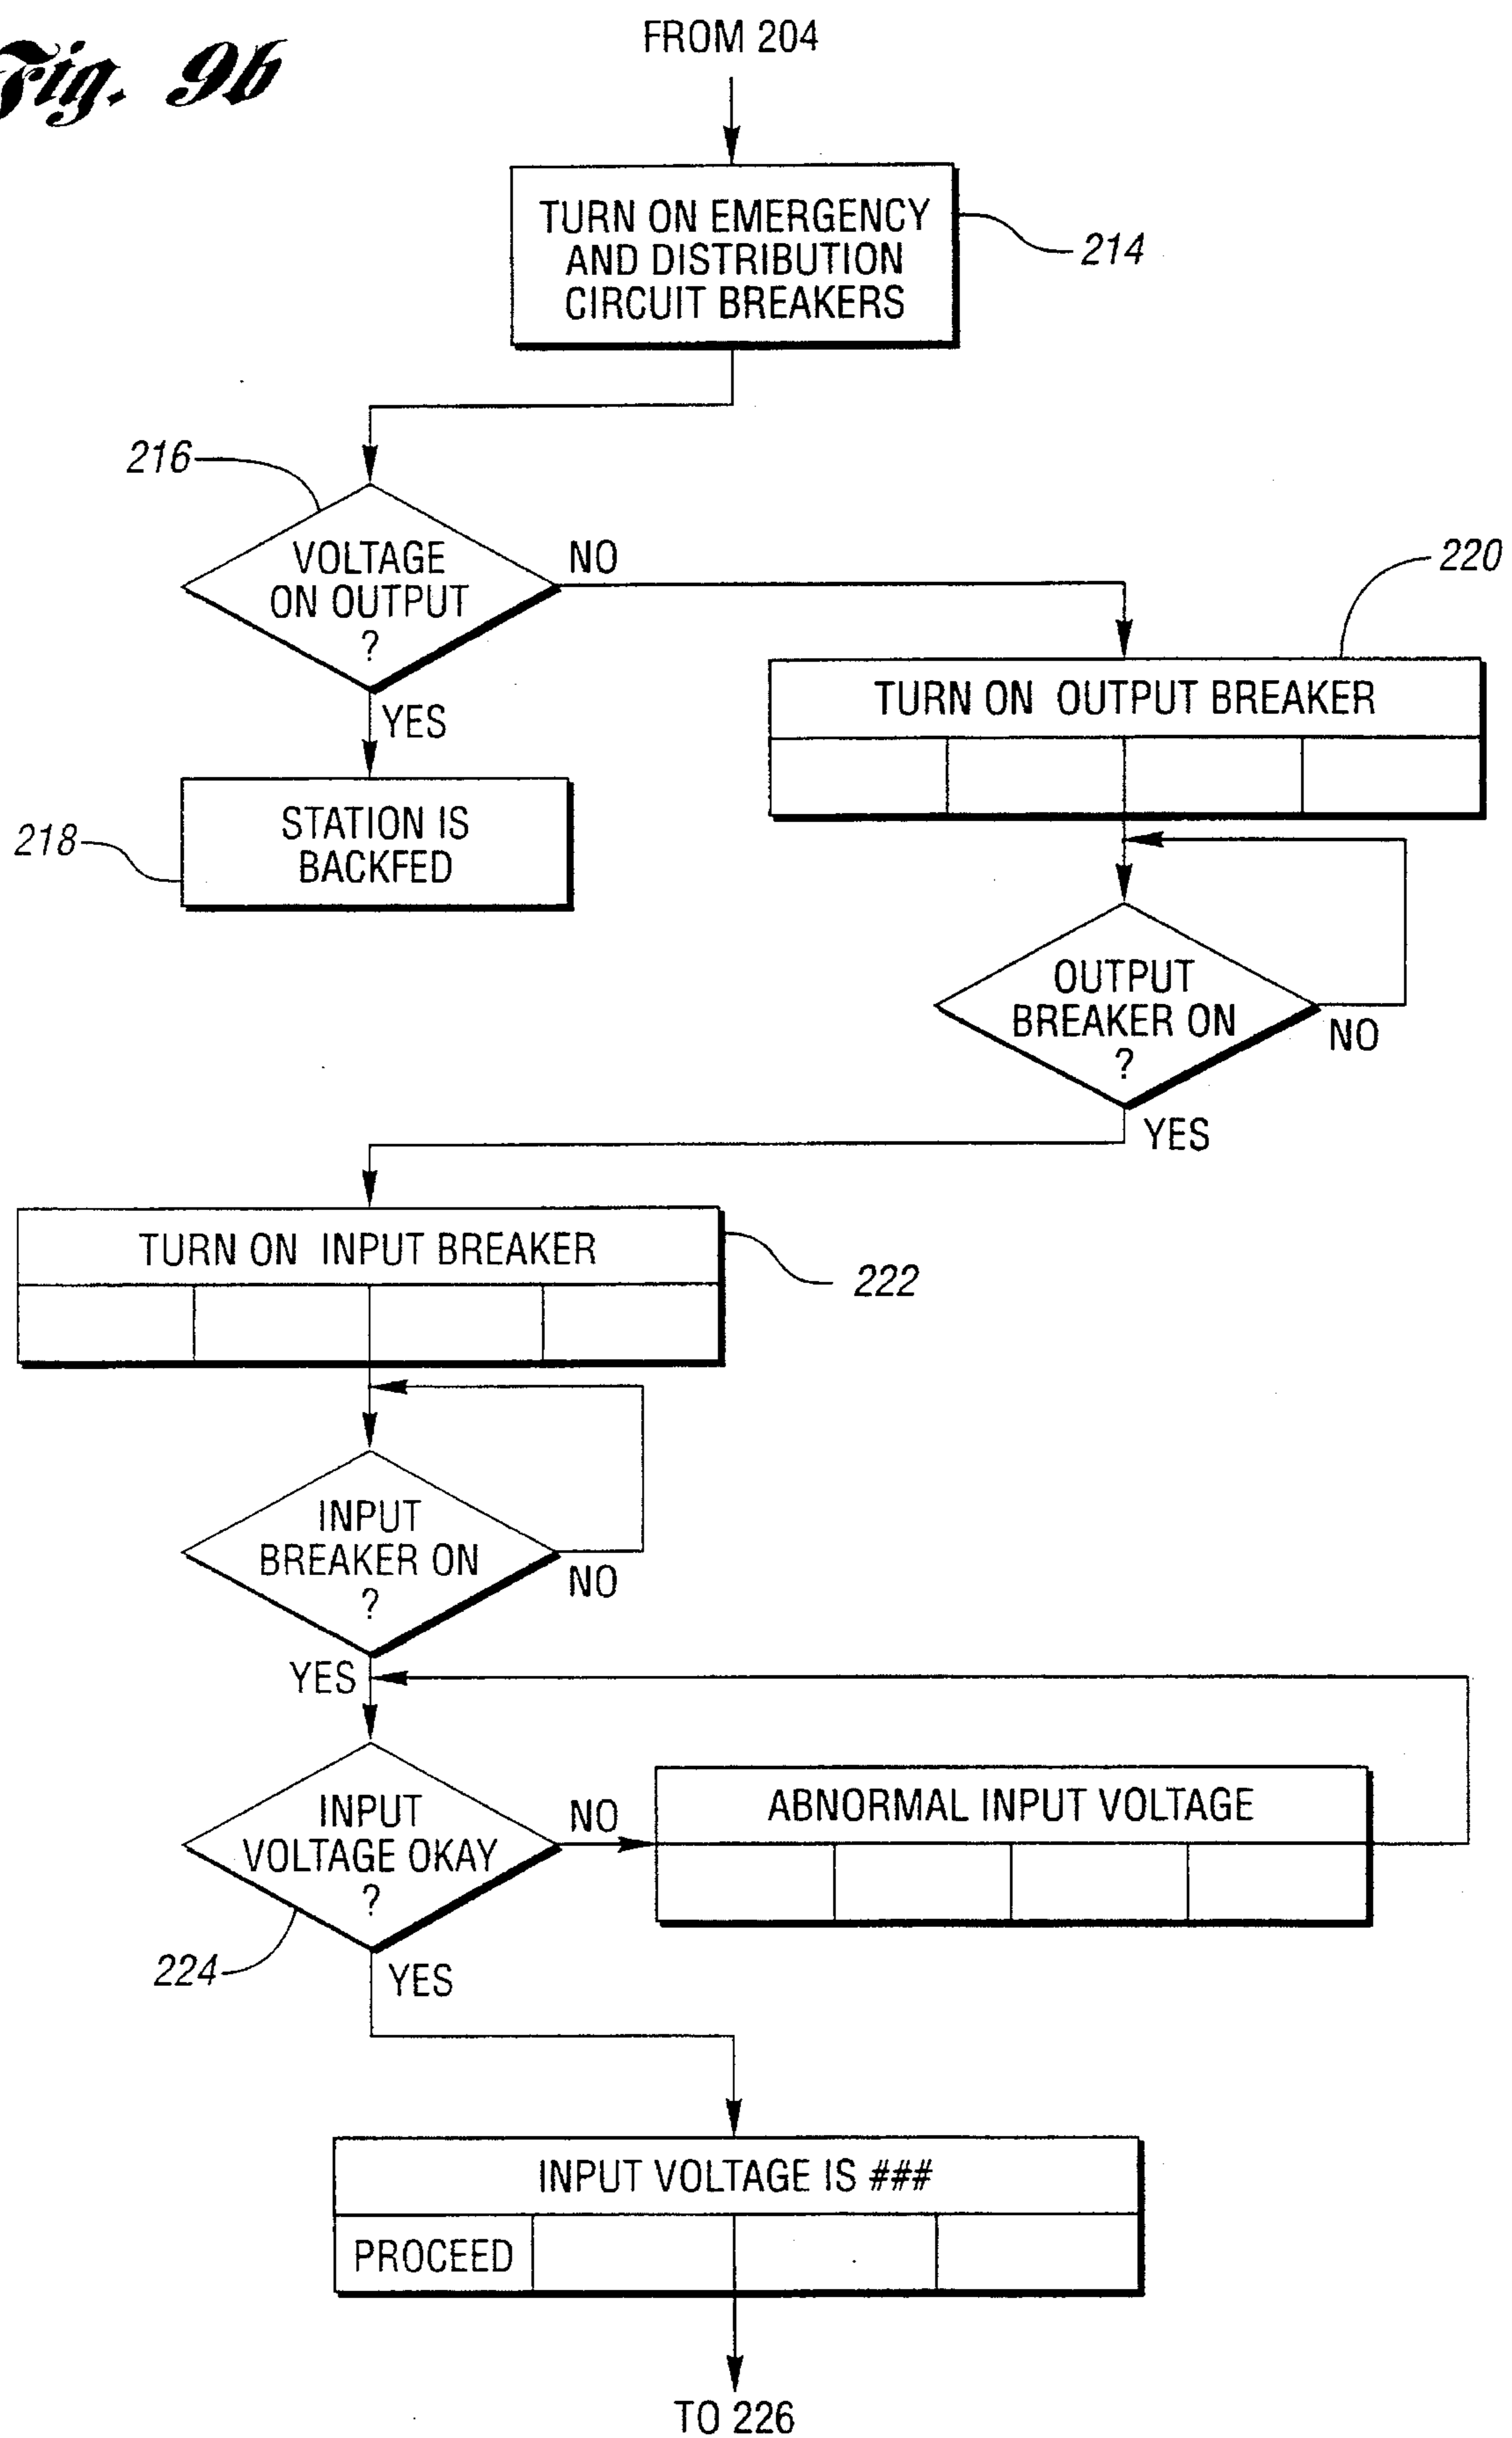 Fig. 9b
FROM 204
TURN ON EMERGENCY
AND DISTRIBUTION
CIRCUIT BREAKERS
214
216
VOLTAGE
ON OUTPUT
?
NO
220
TURN ON OUTPUT BREAKER
YES
STATION IS
BACKFED
218
OUTPUT
BREAKER ON
?
NO
YES
TURN ON INPUT BREAKER
222
INPUT
BREAKER ON
?
NO
YES
INPUT
VOLTAGE OKAY
?
NO
ABNORMAL INPUT VOLTAGE
224
YES
INPUT VOLTAGE IS ###
PROCEED
TO 226